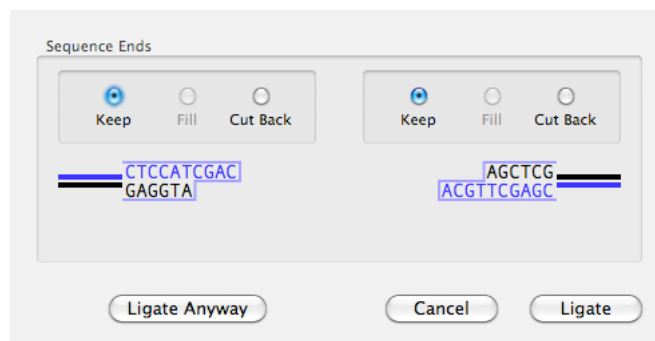 Sequence Ends
Keep Fill Cut Back
Keep Fill Cut Back
CTCCATCGAC
GAGGTA
AGCTCG
ACGTTCGAGC
Ligate Anyway
Cancel
Ligate